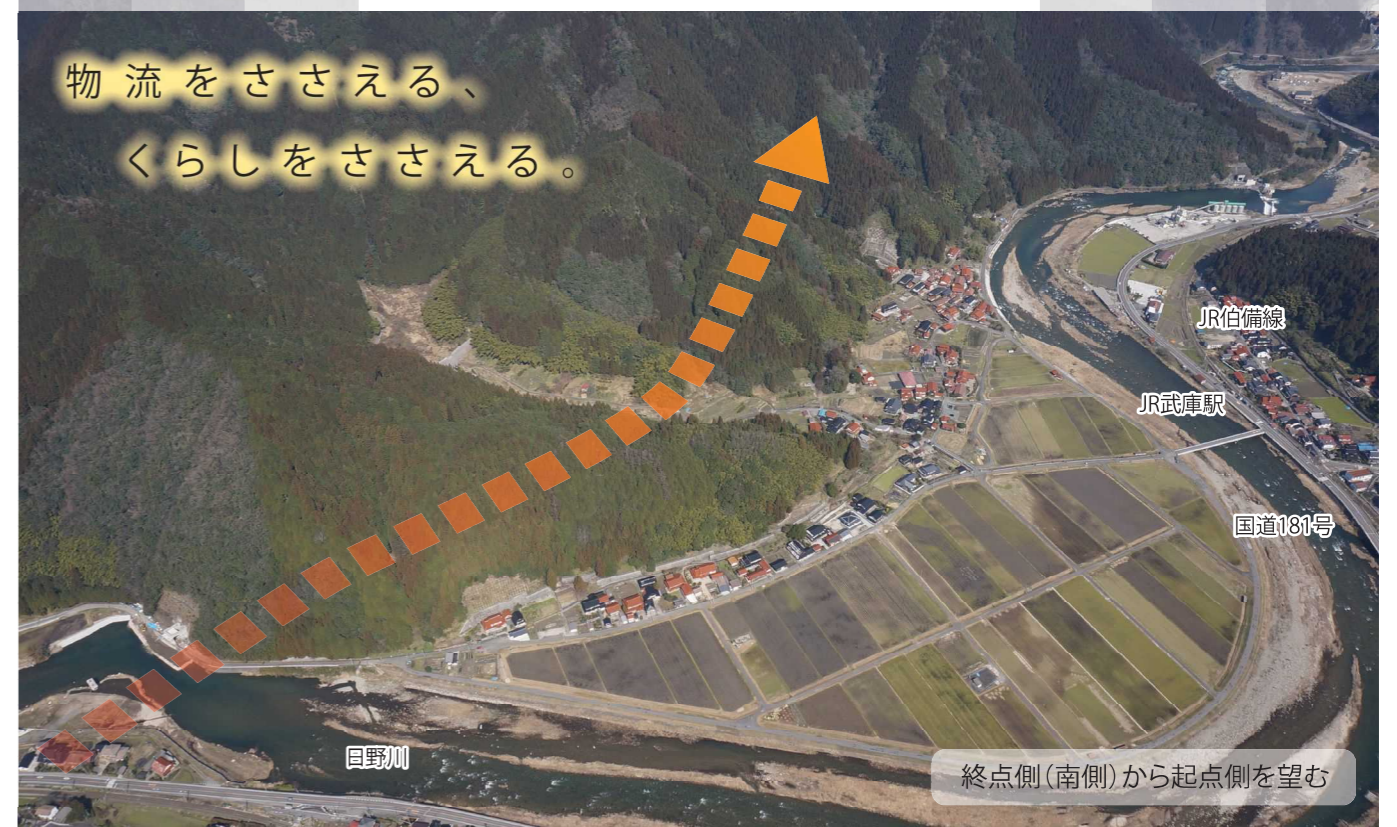 物流をささえる、
くらしをささえる。
JR伯備線
JR武庫駅
国道181号
日野川
終点側(南側)から起点側を望む